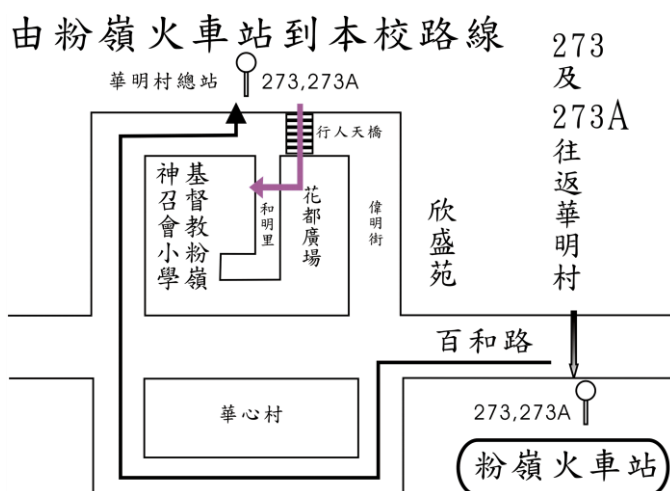 由粉嶺火車站到本校路線
華明村總站
273,273A
行人天橋
基督教粉嶺
神召會小學
和明里
花都廣場
偉明街
欣盛苑
273
及
273A
往返華明村
百和路
華心村
273,273A
粉嶺火車站